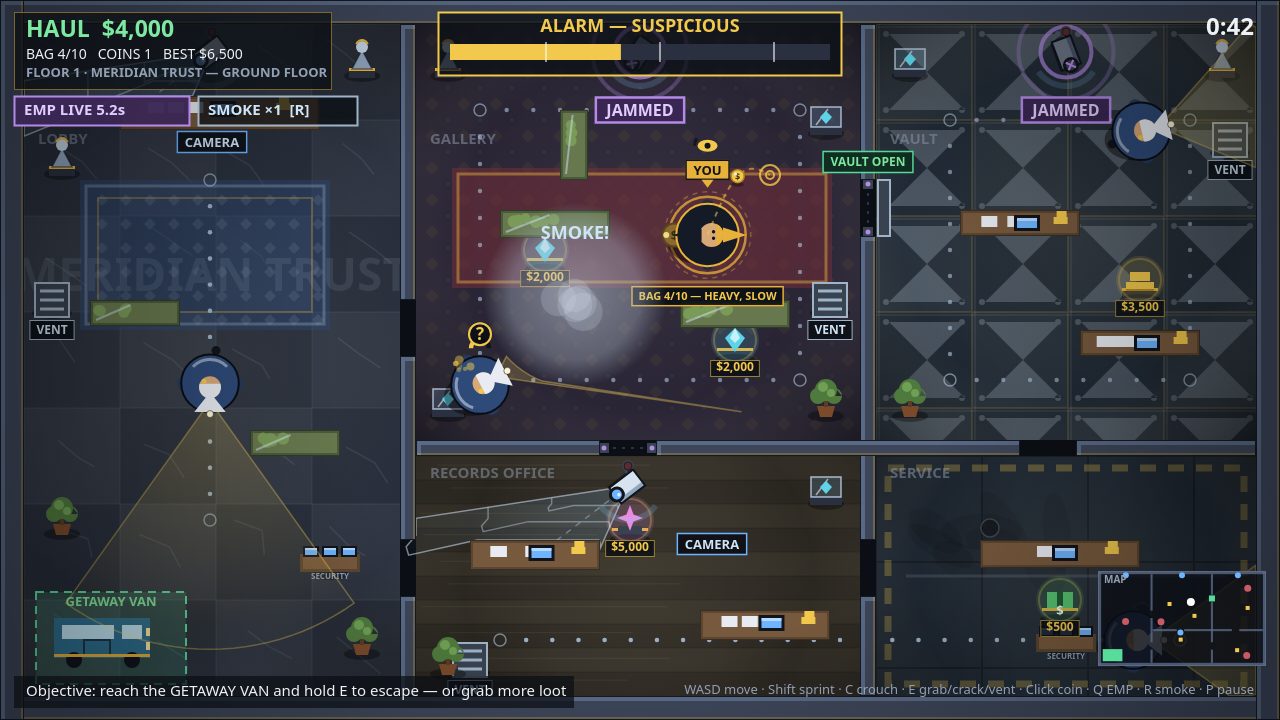 HAUL $4,000
BAG 4/10 COINS 1 BEST $6,500
FLOOR 1 · MERIDIAN TRUST — GROUND FLOOR
EMP LIVE 5.2s
SMOKE ×1 [R]
ALARM — SUSPICIOUS
0:42
JAMMED
JAMMED
LOBBY
CAMERA
GALLERY
VAULT
VAULT OPEN
VENT
YOU
$
SMOKE!
$2,000
MERIDIAN TRUST
BAG 4/10 — HEAVY, SLOW
$3,500
VENT
VENT
?
$2,000
RECORDS OFFICE
SERVICE
$5,000
CAMERA
SECURITY
MAP
GETAWAY VAN
$
$500
SECURITY
Objective: reach the GETAWAY VAN and hold E to escape — or grab more loot
WASD move · Shift sprint · C crouch · E grab/crack/vent · Click coin · Q EMP · R smoke · P pause